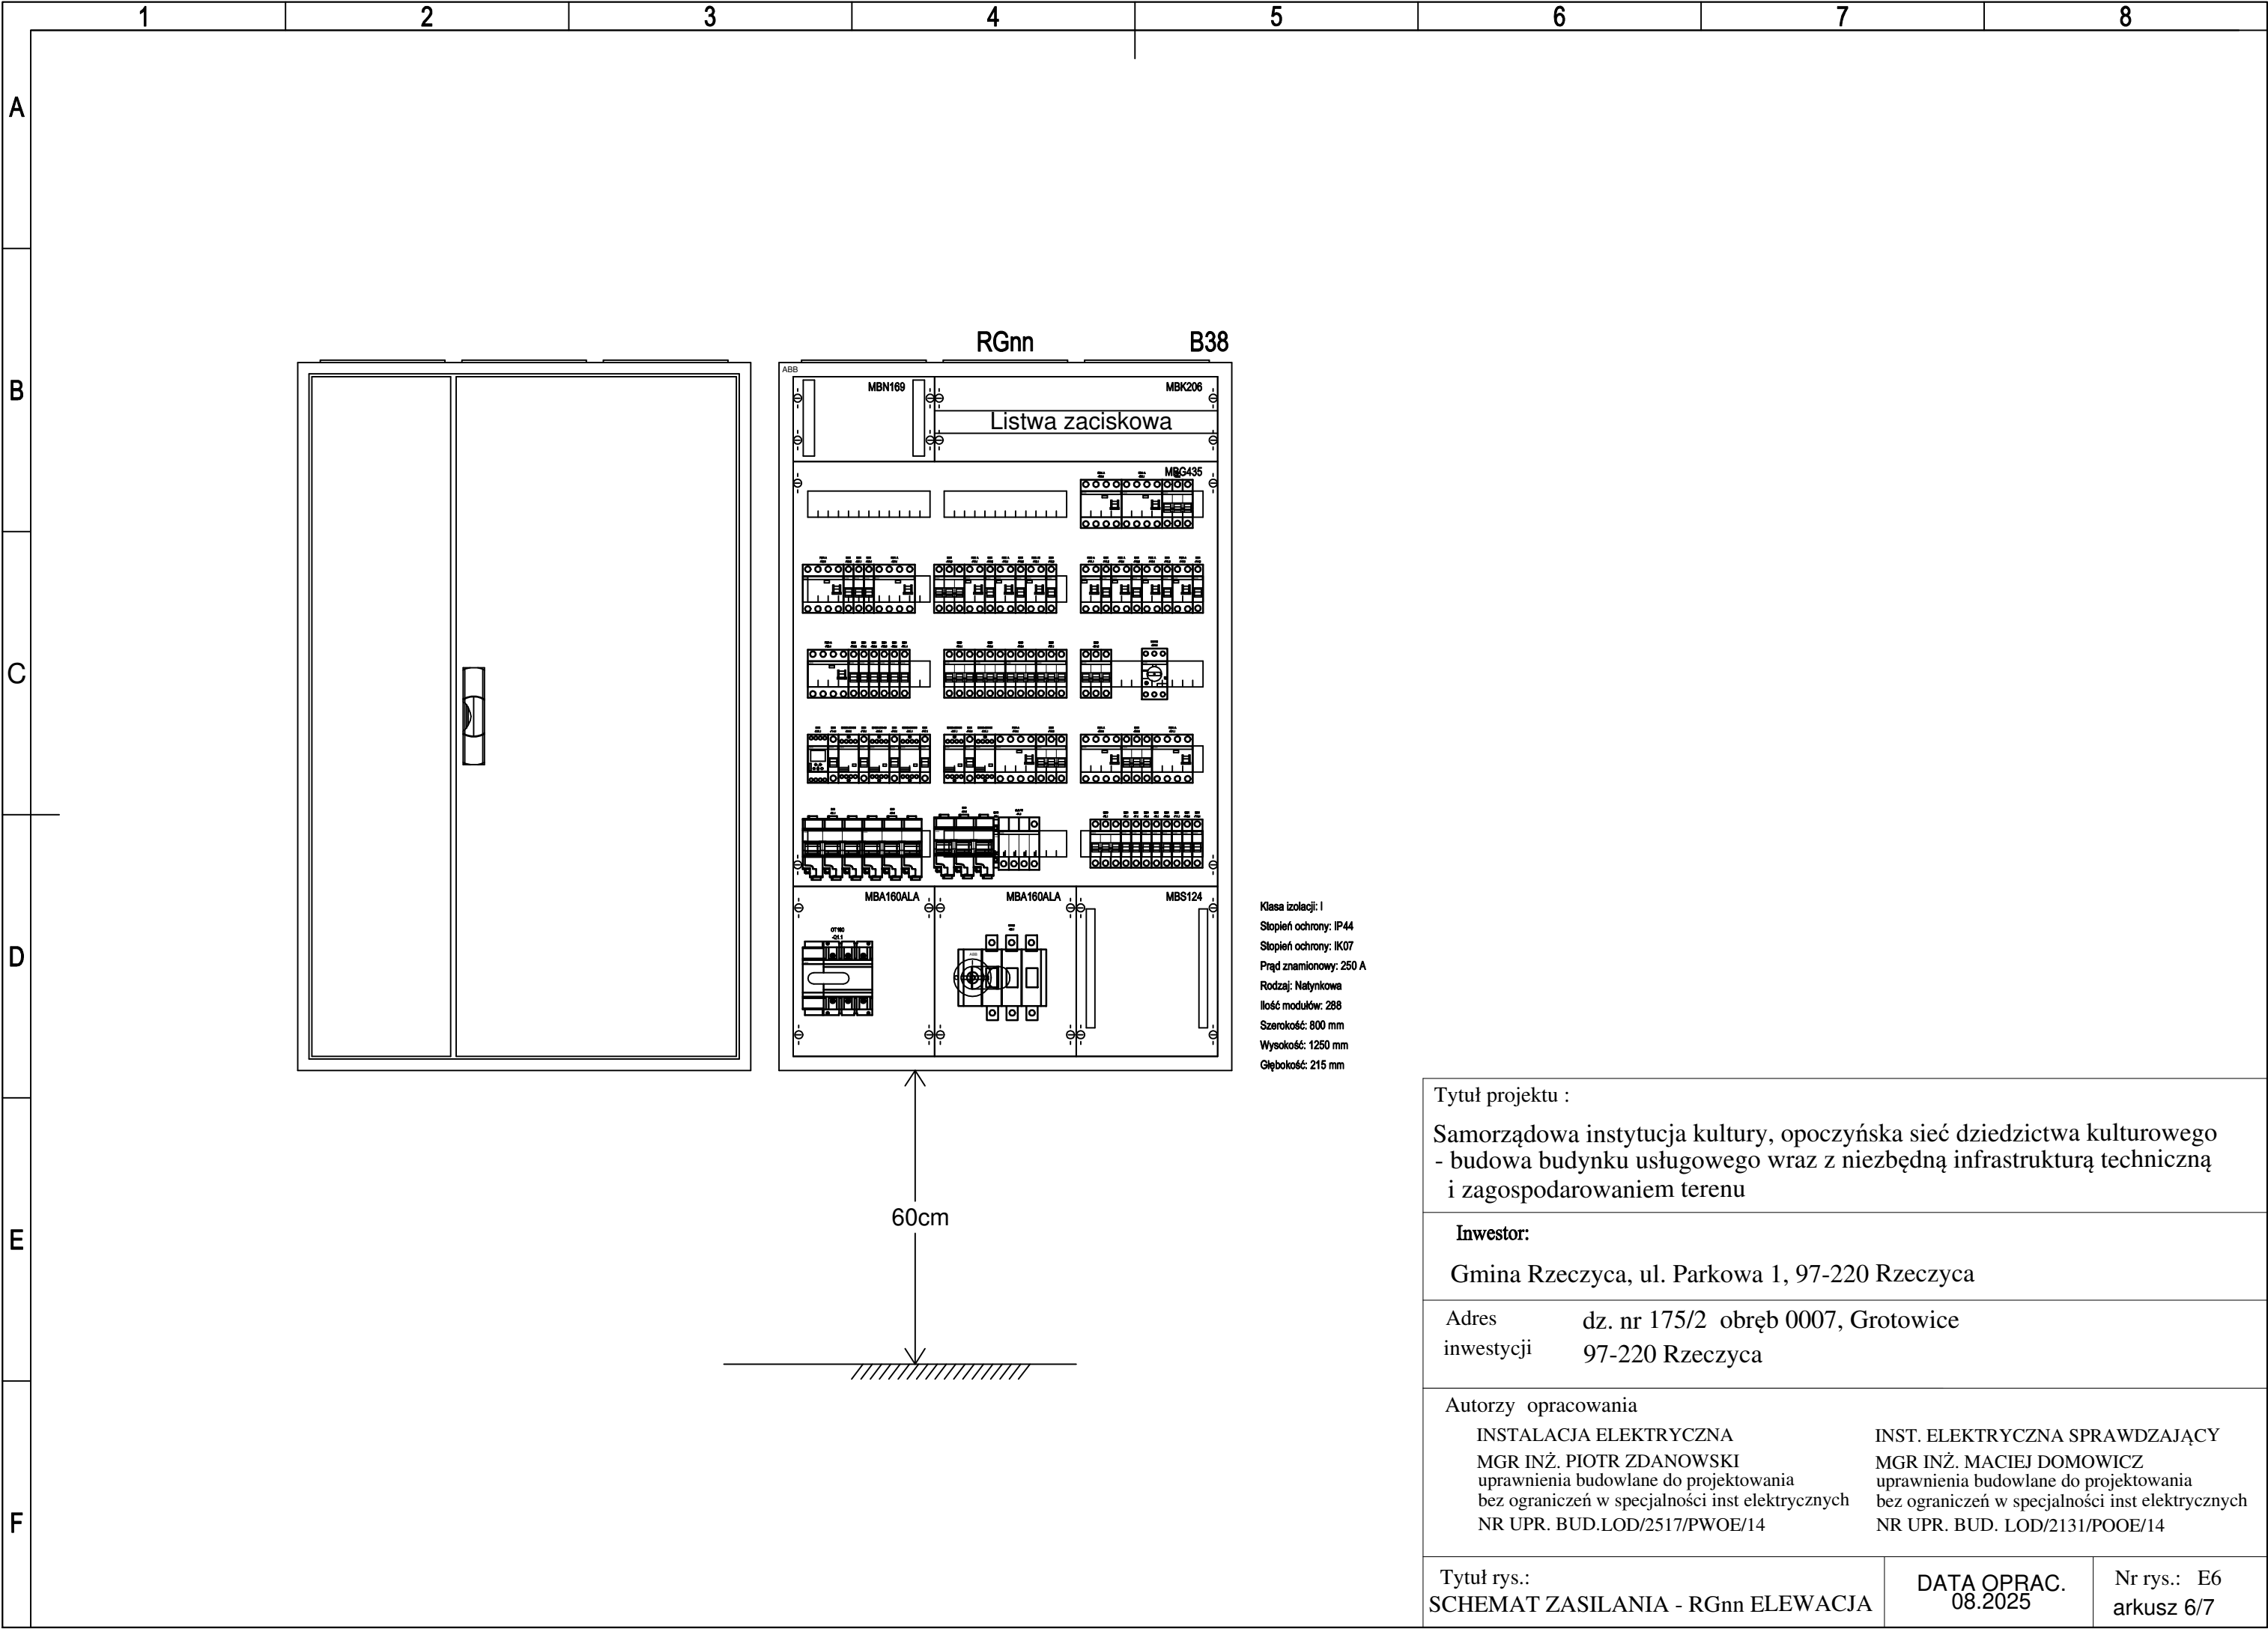 1 2 3 4 5 6 7 8
A
B
C
D
E
F
RGnn B38
ABB
MBN169 MBK206
Listwa zaciskowa
MBG435
MBA160ALA MBA160ALA MBS124
OT160
-Q1.1
ABB
Klasa izolacji: I
Stopień ochrony: IP44
Stopień ochrony: IK07
Prąd znamionowy: 250 A
Rodzaj: Natynkowa
Ilość modułów: 288
Szerokość: 800 mm
Wysokość: 1250 mm
Głębokość: 215 mm
60cm
Tytuł projektu :
Samorządowa instytucja kultury, opoczyńska sieć dziedzictwa kulturowego
- budowa budynku usługowego wraz z niezbędną infrastrukturą techniczną
i zagospodarowaniem terenu
Inwestor:
Gmina Rzeczyca, ul. Parkowa 1, 97-220 Rzeczyca
Adres
inwestycji
dz. nr 175/2 obręb 0007, Grotowice
97-220 Rzeczyca
Autorzy opracowania
INSTALACJA ELEKTRYCZNA
MGR INŻ. PIOTR ZDANOWSKI
uprawnienia budowlane do projektowania
bez ograniczeń w specjalności inst elektrycznych
NR UPR. BUD.LOD/2517/PWOE/14
INST. ELEKTRYCZNA SPRAWDZAJĄCY
MGR INŻ. MACIEJ DOMOWICZ
uprawnienia budowlane do projektowania
bez ograniczeń w specjalności inst elektrycznych
NR UPR. BUD. LOD/2131/POOE/14
Tytuł rys.:
SCHEMAT ZASILANIA - RGnn ELEWACJA
DATA OPRAC.
08.2025
Nr rys.: E6
arkusz 6/7